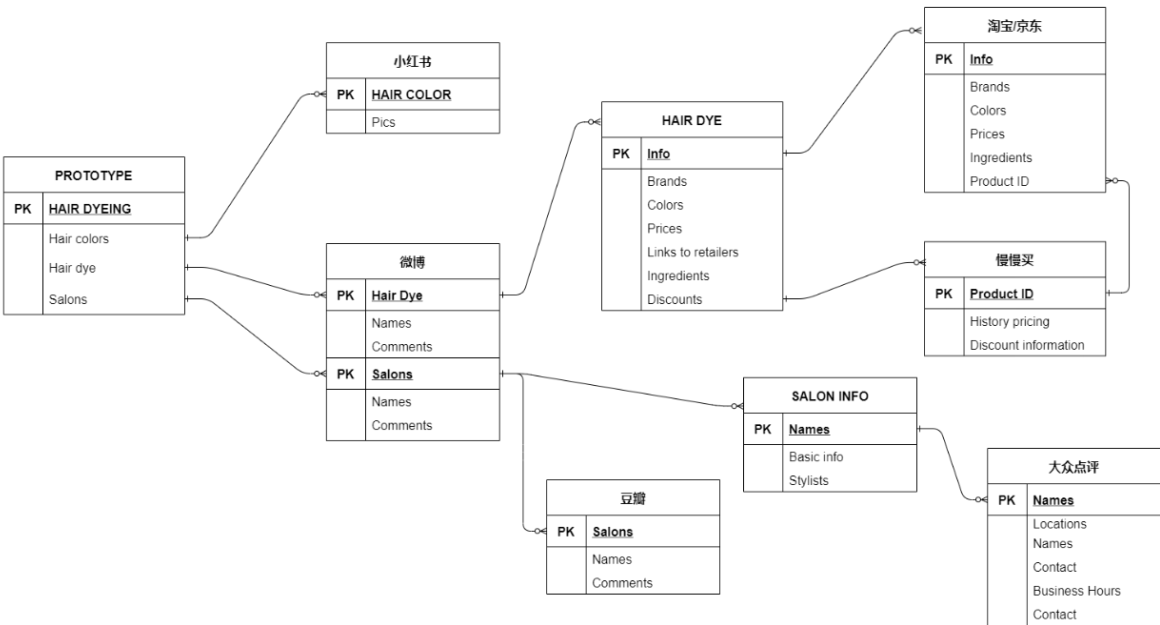 PROTOTYPE
PK HAIR DYEING
Hair colors
Hair dye
Salons
小红书
PK HAIR COLOR
Pics
微博
PK Hair Dye
Names
Comments
PK Salons
Names
Comments
HAIR DYE
PK Info
Brands
Colors
Prices
Links to retailers
Ingredients
Discounts
淘宝/京东
PK Info
Brands
Colors
Prices
Ingredients
Product ID
慢慢买
PK Product ID
History pricing
Discount information
SALON INFO
PK Names
Basic info
Stylists
豆瓣
PK Salons
Names
Comments
大众点评
PK Names
Locations
Names
Contact
Business Hours
Contact